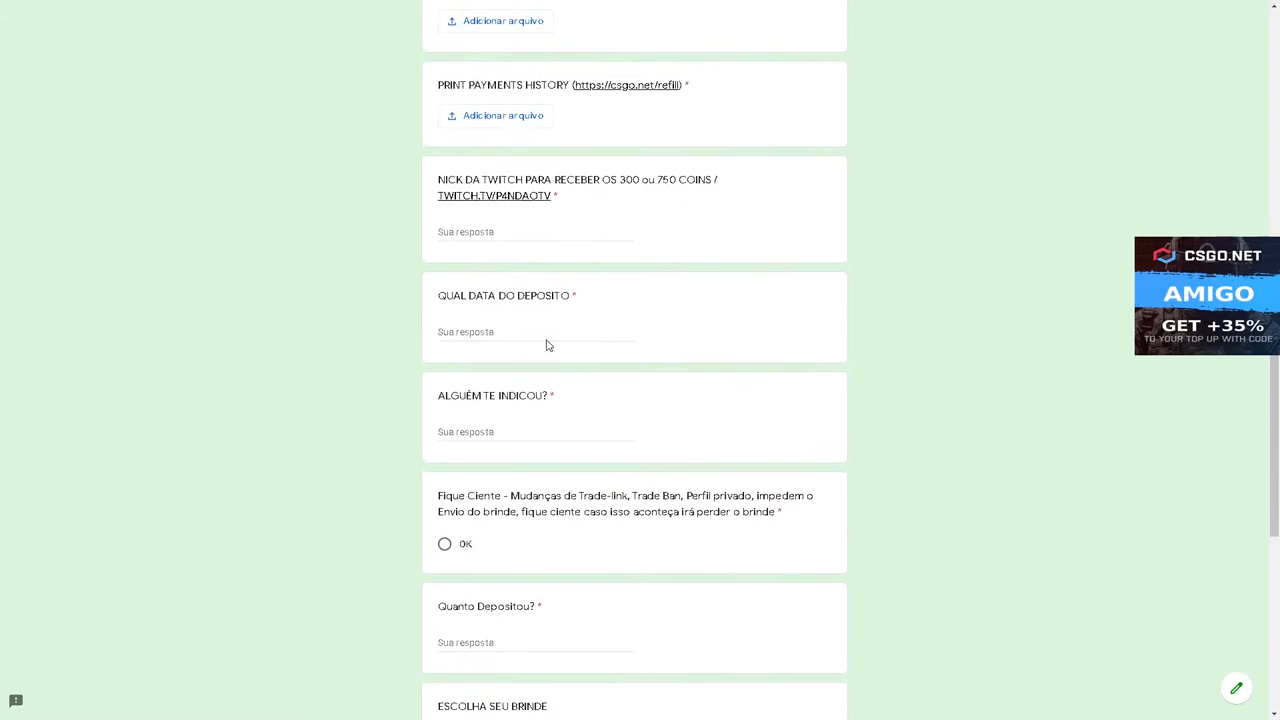 Adicionar arquivo
PRINT PAYMENTS HISTORY (https://csgo.net/refill) *
Adicionar arquivo
NICK DA TWITCH PARA RECEBER OS 300 ou 750 COINS /
TWITCH.TV/P4NDAOTV *
Sua resposta
QUAL DATA DO DEPOSITO *
Sua resposta
ALGUÉM TE INDICOU? *
Sua resposta
Fique Ciente - Mudanças de Trade-link, Trade Ban, Perfil privado, impedem o
Envio do brinde, fique ciente caso isso aconteça irá perder o brinde *
OK
Quanto Depositou? *
Sua resposta
ESCOLHA SEU BRINDE
CSGO.NET
AMIGO
GET +35%
TO YOUR TOP UP WITH CODE